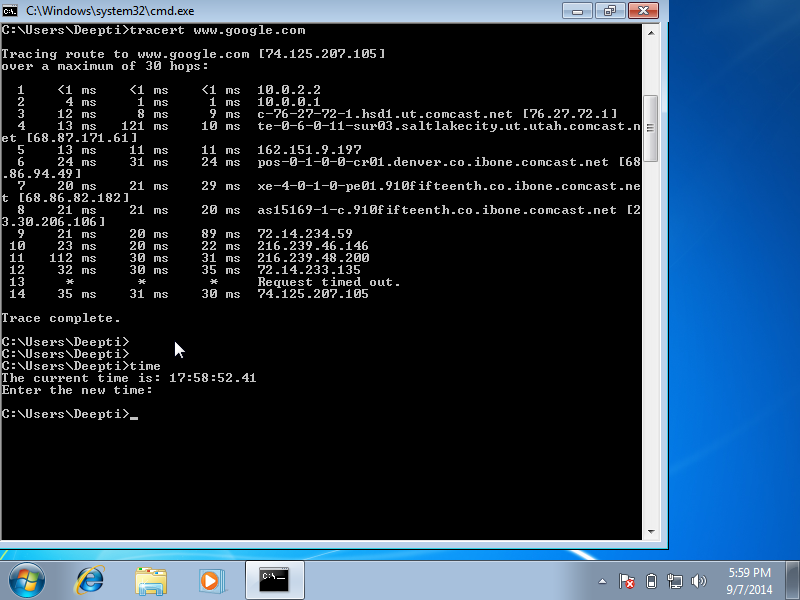 C:\Windows\system32\cmd.exe
C:\Users\Deepti>tracert www.google.com
Tracing route to www.google.com [74.125.207.105]
over a maximum of 30 hops:
1 <1 ms <1 ms <1 ms 10.0.2.2
2 4 ms 1 ms 1 ms 10.0.0.1
3 12 ms 8 ms 9 ms c-76-27-72-1.hsd1.ut.comcast.net [76.27.72.1]
4 13 ms 121 ms 10 ms te-0-6-0-11-sur03.saltlakecity.ut.utah.comcast.n
et [68.87.171.61]
5 13 ms 11 ms 11 ms 162.151.9.197
6 24 ms 31 ms 24 ms pos-0-1-0-0-cr01.denver.co.ibone.comcast.net [68
.86.94.49]
7 20 ms 21 ms 29 ms xe-4-0-1-0-pe01.910fifteenth.co.ibone.comcast.ne
t [68.86.82.182]
8 21 ms 21 ms 20 ms as15169-1-c.910fifteenth.co.ibone.comcast.net [2
3.30.206.106]
9 21 ms 20 ms 89 ms 72.14.234.59
10 23 ms 20 ms 22 ms 216.239.46.146
11 112 ms 30 ms 31 ms 216.239.48.200
12 32 ms 30 ms 35 ms 72.14.233.135
13 * * * Request timed out.
14 35 ms 31 ms 30 ms 74.125.207.105
Trace complete.
C:\Users\Deepti>
C:\Users\Deepti>
C:\Users\Deepti>time
The current time is: 17:58:52.41
Enter the new time:
C:\Users\Deepti>_
5:59 PM
9/7/2014